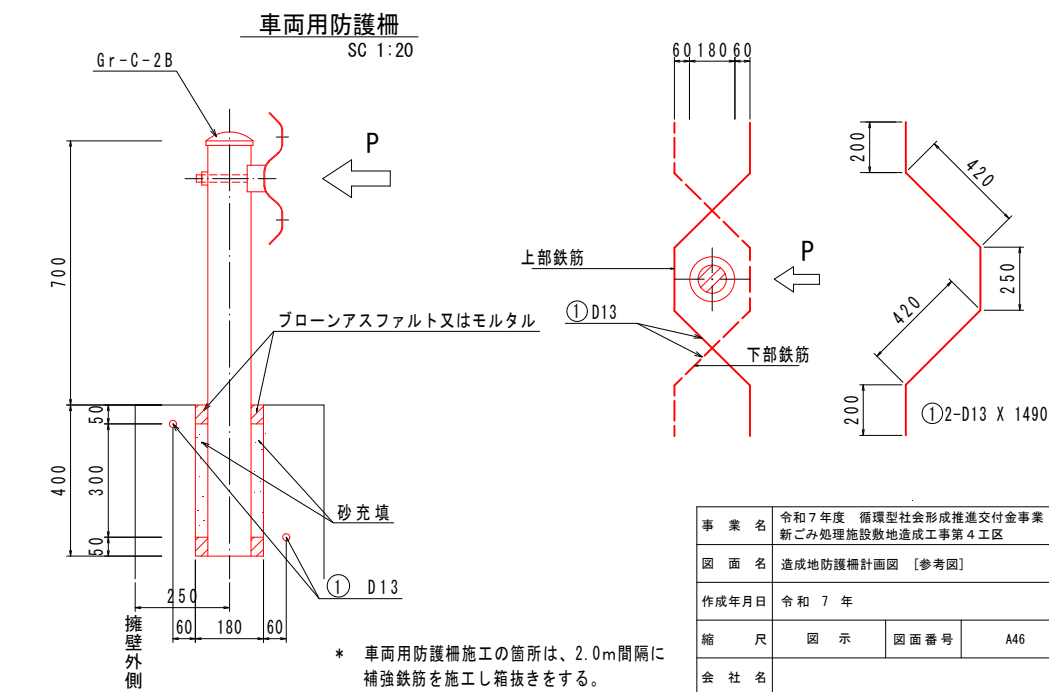 車両用防護柵
SC 1:20
Gr-C-2B
P
700
400
50
300
50
ブローンアスファルト又はモルタル
砂充填
① D13
250
60 180 60
擁壁外側
60 180 60
上部鉄筋
P
①D13
下部鉄筋
200
420
250
420
200
①2-D13 X 1490
* 車両用防護柵施工の箇所は、2.0m間隔に
補強鉄筋を施工し箱抜きをする。
事業名 令和7年度 循環型社会形成推進交付金事業
新ごみ処理施設敷地造成工事第4工区
図面名 造成地防護柵計画図 [参考図]
作成年月日 令和 7 年
縮尺 図示 図面番号 A46
会社名